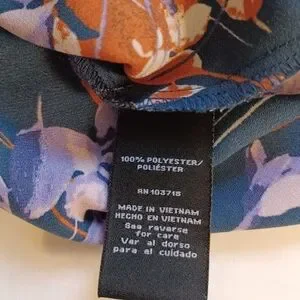 100% POLYESTER/
POLIÉSTER
RN 103718
MADE IN VIETNAM
HECHO EN VIETNAM
See reverse
for care
Ver al dorso
para el cuidado